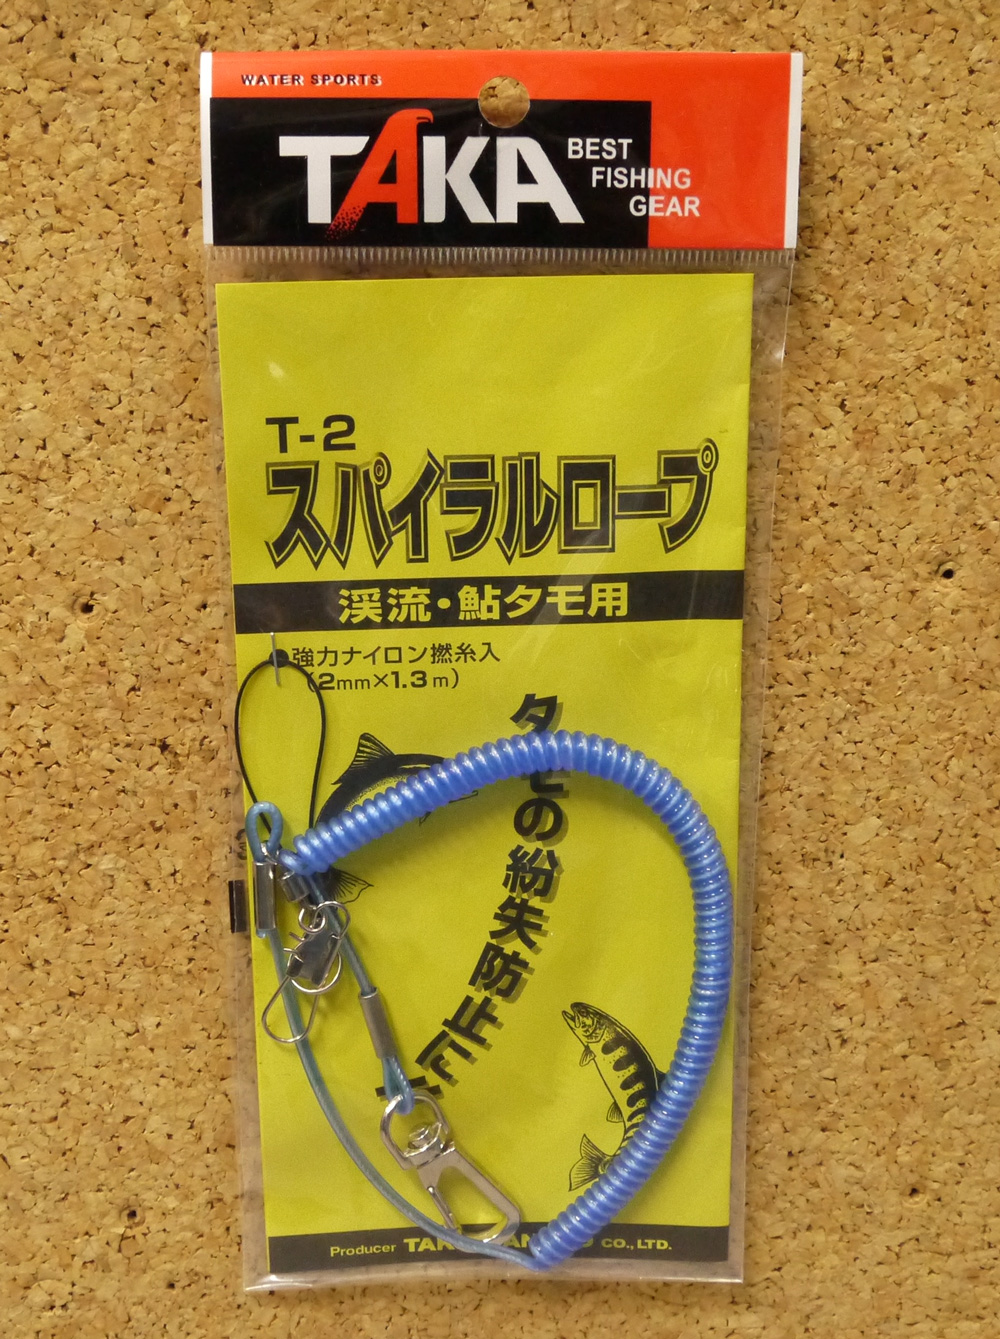 WATER SPORTS
TAKA
BEST
FISHING
GEAR
T-2
スパイラルロープ
渓流・鮎タモ用
●強力ナイロン撚糸入
(2mm×1.3m)
タモの紛失防止に
Producer CO.,LTD.